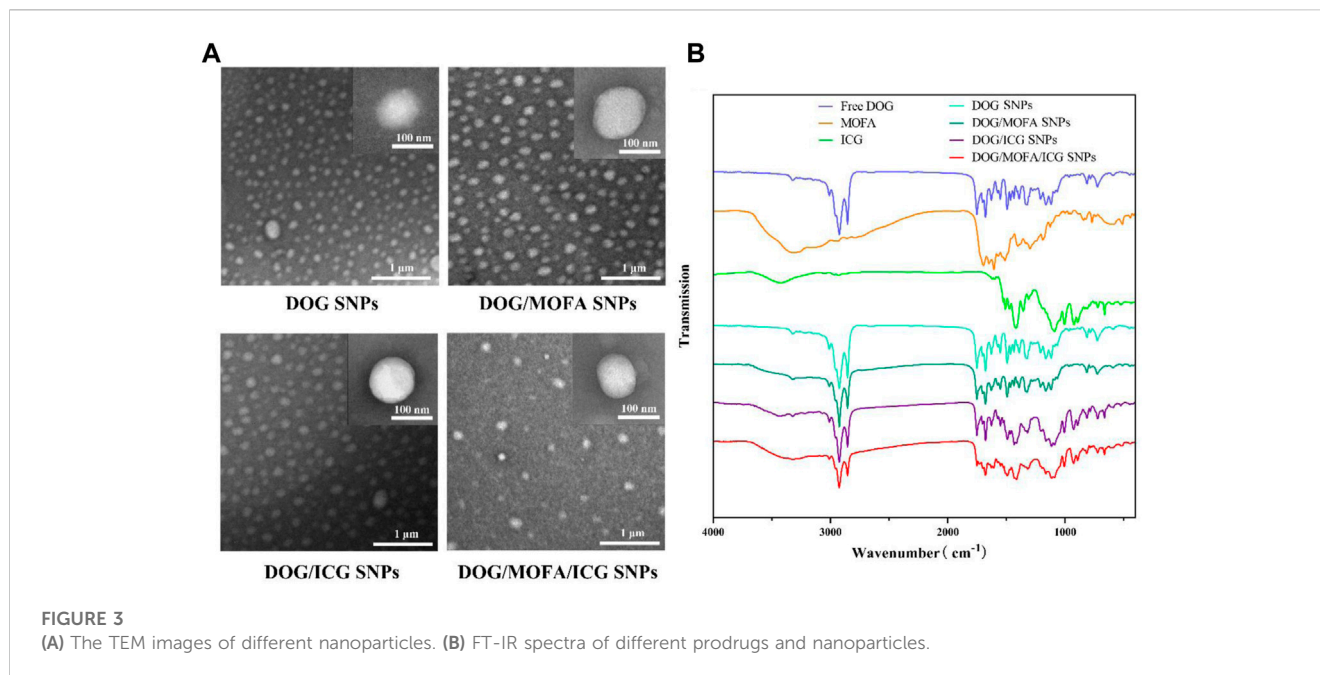 A
100 nm
1 µm
DOG SNPs
100 nm
1 µm
DOG/MOFA SNPs
100 nm
1 µm
DOG/ICG SNPs
100 nm
1 µm
DOG/MOFA/ICG SNPs
B
Free DOG
MOFA
ICG
DOG SNPs
DOG/MOFA SNPs
DOG/ICG SNPs
DOG/MOFA/ICG SNPs
Transmission
4000 3000 2000 1000
Wavenumber ( cm⁻¹)
FIGURE 3
(A) The TEM images of different nanoparticles. (B) FT-IR spectra of different prodrugs and nanoparticles.